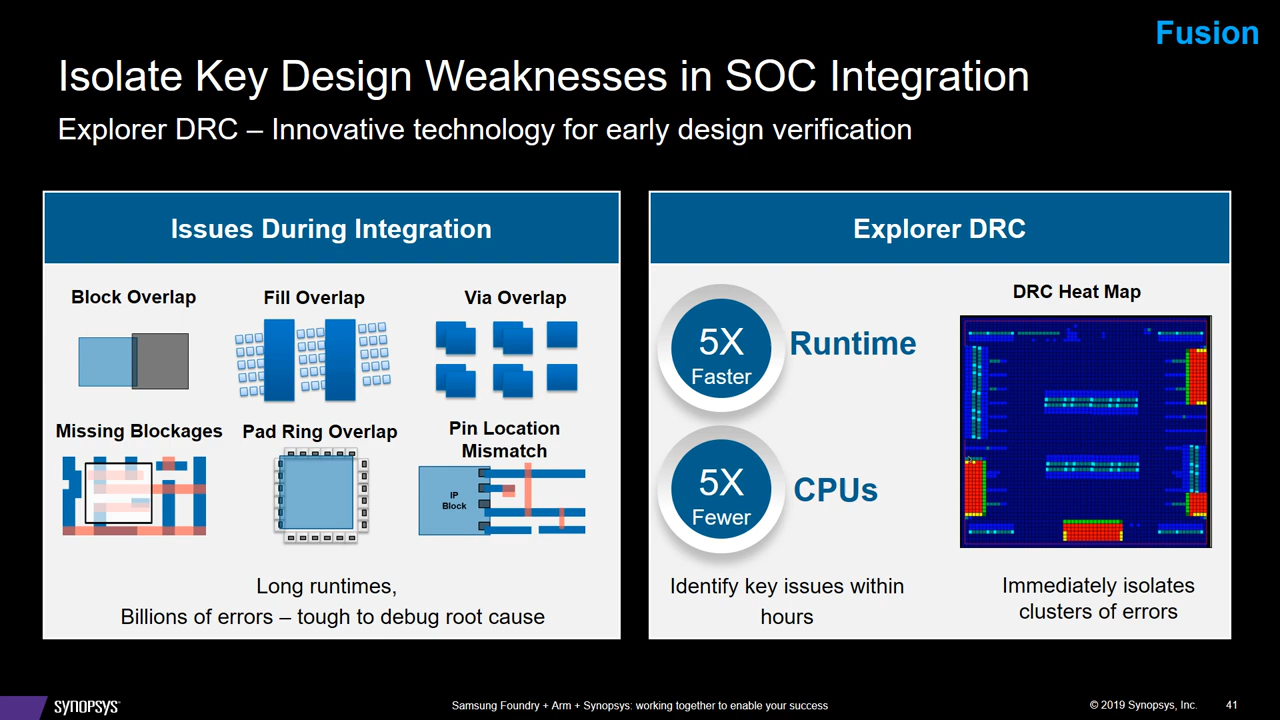 Fusion
Isolate Key Design Weaknesses in SOC Integration
Explorer DRC – Innovative technology for early design verification
Issues During Integration
Block Overlap
Fill Overlap
Via Overlap
Missing Blockages
Pad Ring Overlap
Pin Location
Mismatch
IP
Block
Long runtimes,
Billions of errors – tough to debug root cause
Explorer DRC
5X
Faster
Runtime
5X
Fewer
CPUs
Identify key issues within
hours
DRC Heat Map
Immediately isolates
clusters of errors
SYNOPSYS
Samsung Foundry + Arm + Synopsys: working together to enable your success
© 2019 Synopsys, Inc.
41